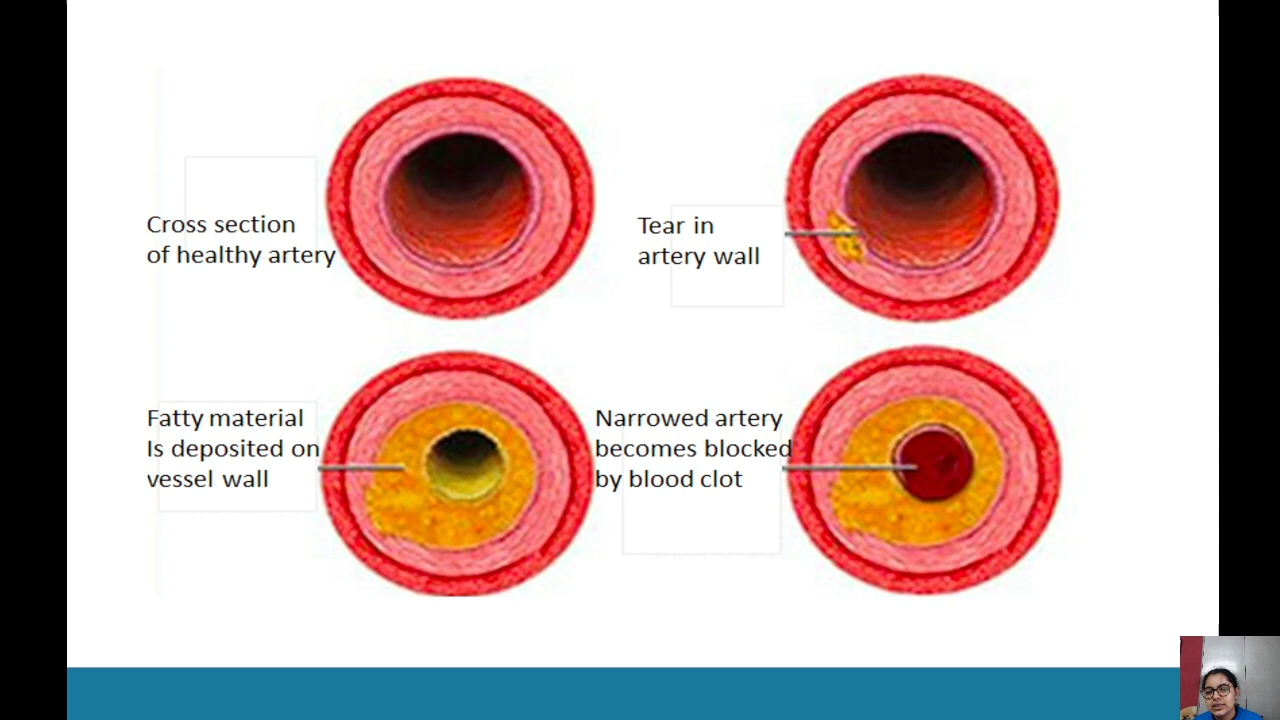 Cross section
of healthy artery
Tear in
artery wall
Fatty material
Is deposited on
vessel wall
Narrowed artery
becomes blocked
by blood clot